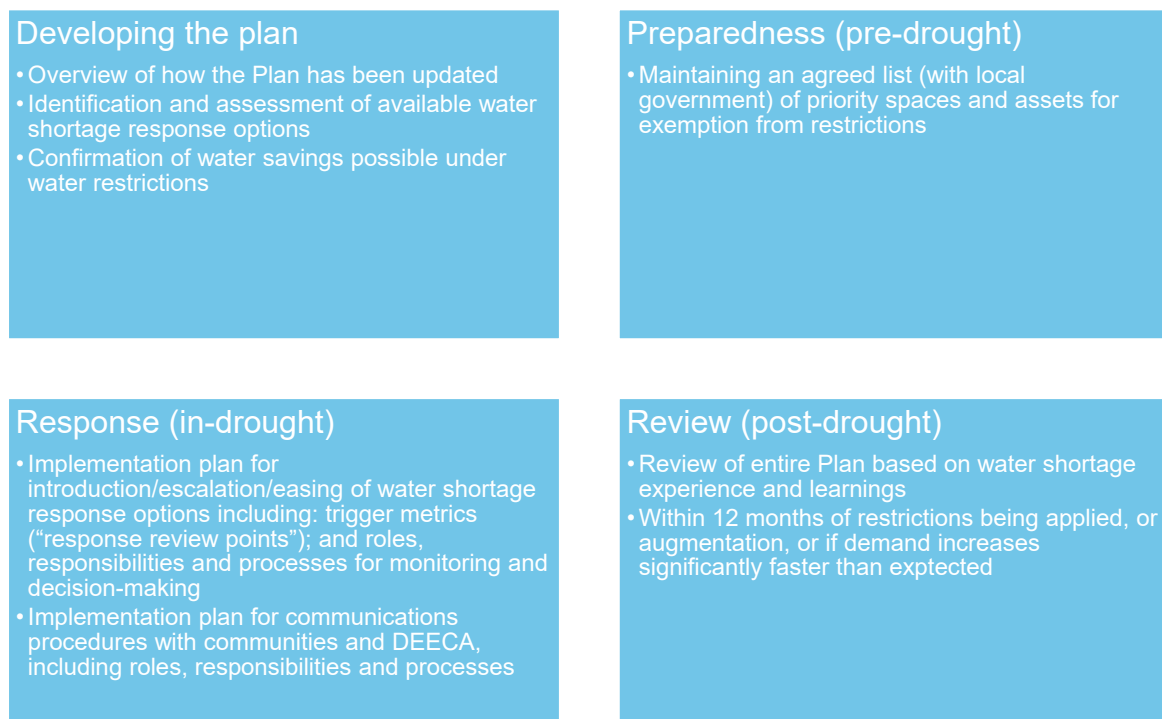 Developing the plan
• Overview of how the Plan has been updated
• Identification and assessment of available water
shortage response options
• Confirmation of water savings possible under
water restrictions
Preparedness (pre-drought)
• Maintaining an agreed list (with local
government) of priority spaces and assets for
exemption from restrictions
Response (in-drought)
• Implementation plan for
introduction/escalation/easing of water shortage
response options including: trigger metrics
(“response review points”); and roles,
responsibilities and processes for monitoring and
decision-making
• Implementation plan for communications
procedures with communities and DEECA,
including roles, responsibilities and processes
Review (post-drought)
• Review of entire Plan based on water shortage
experience and learnings
• Within 12 months of restrictions being applied, or
augmentation, or if demand increases
significantly faster than exptected